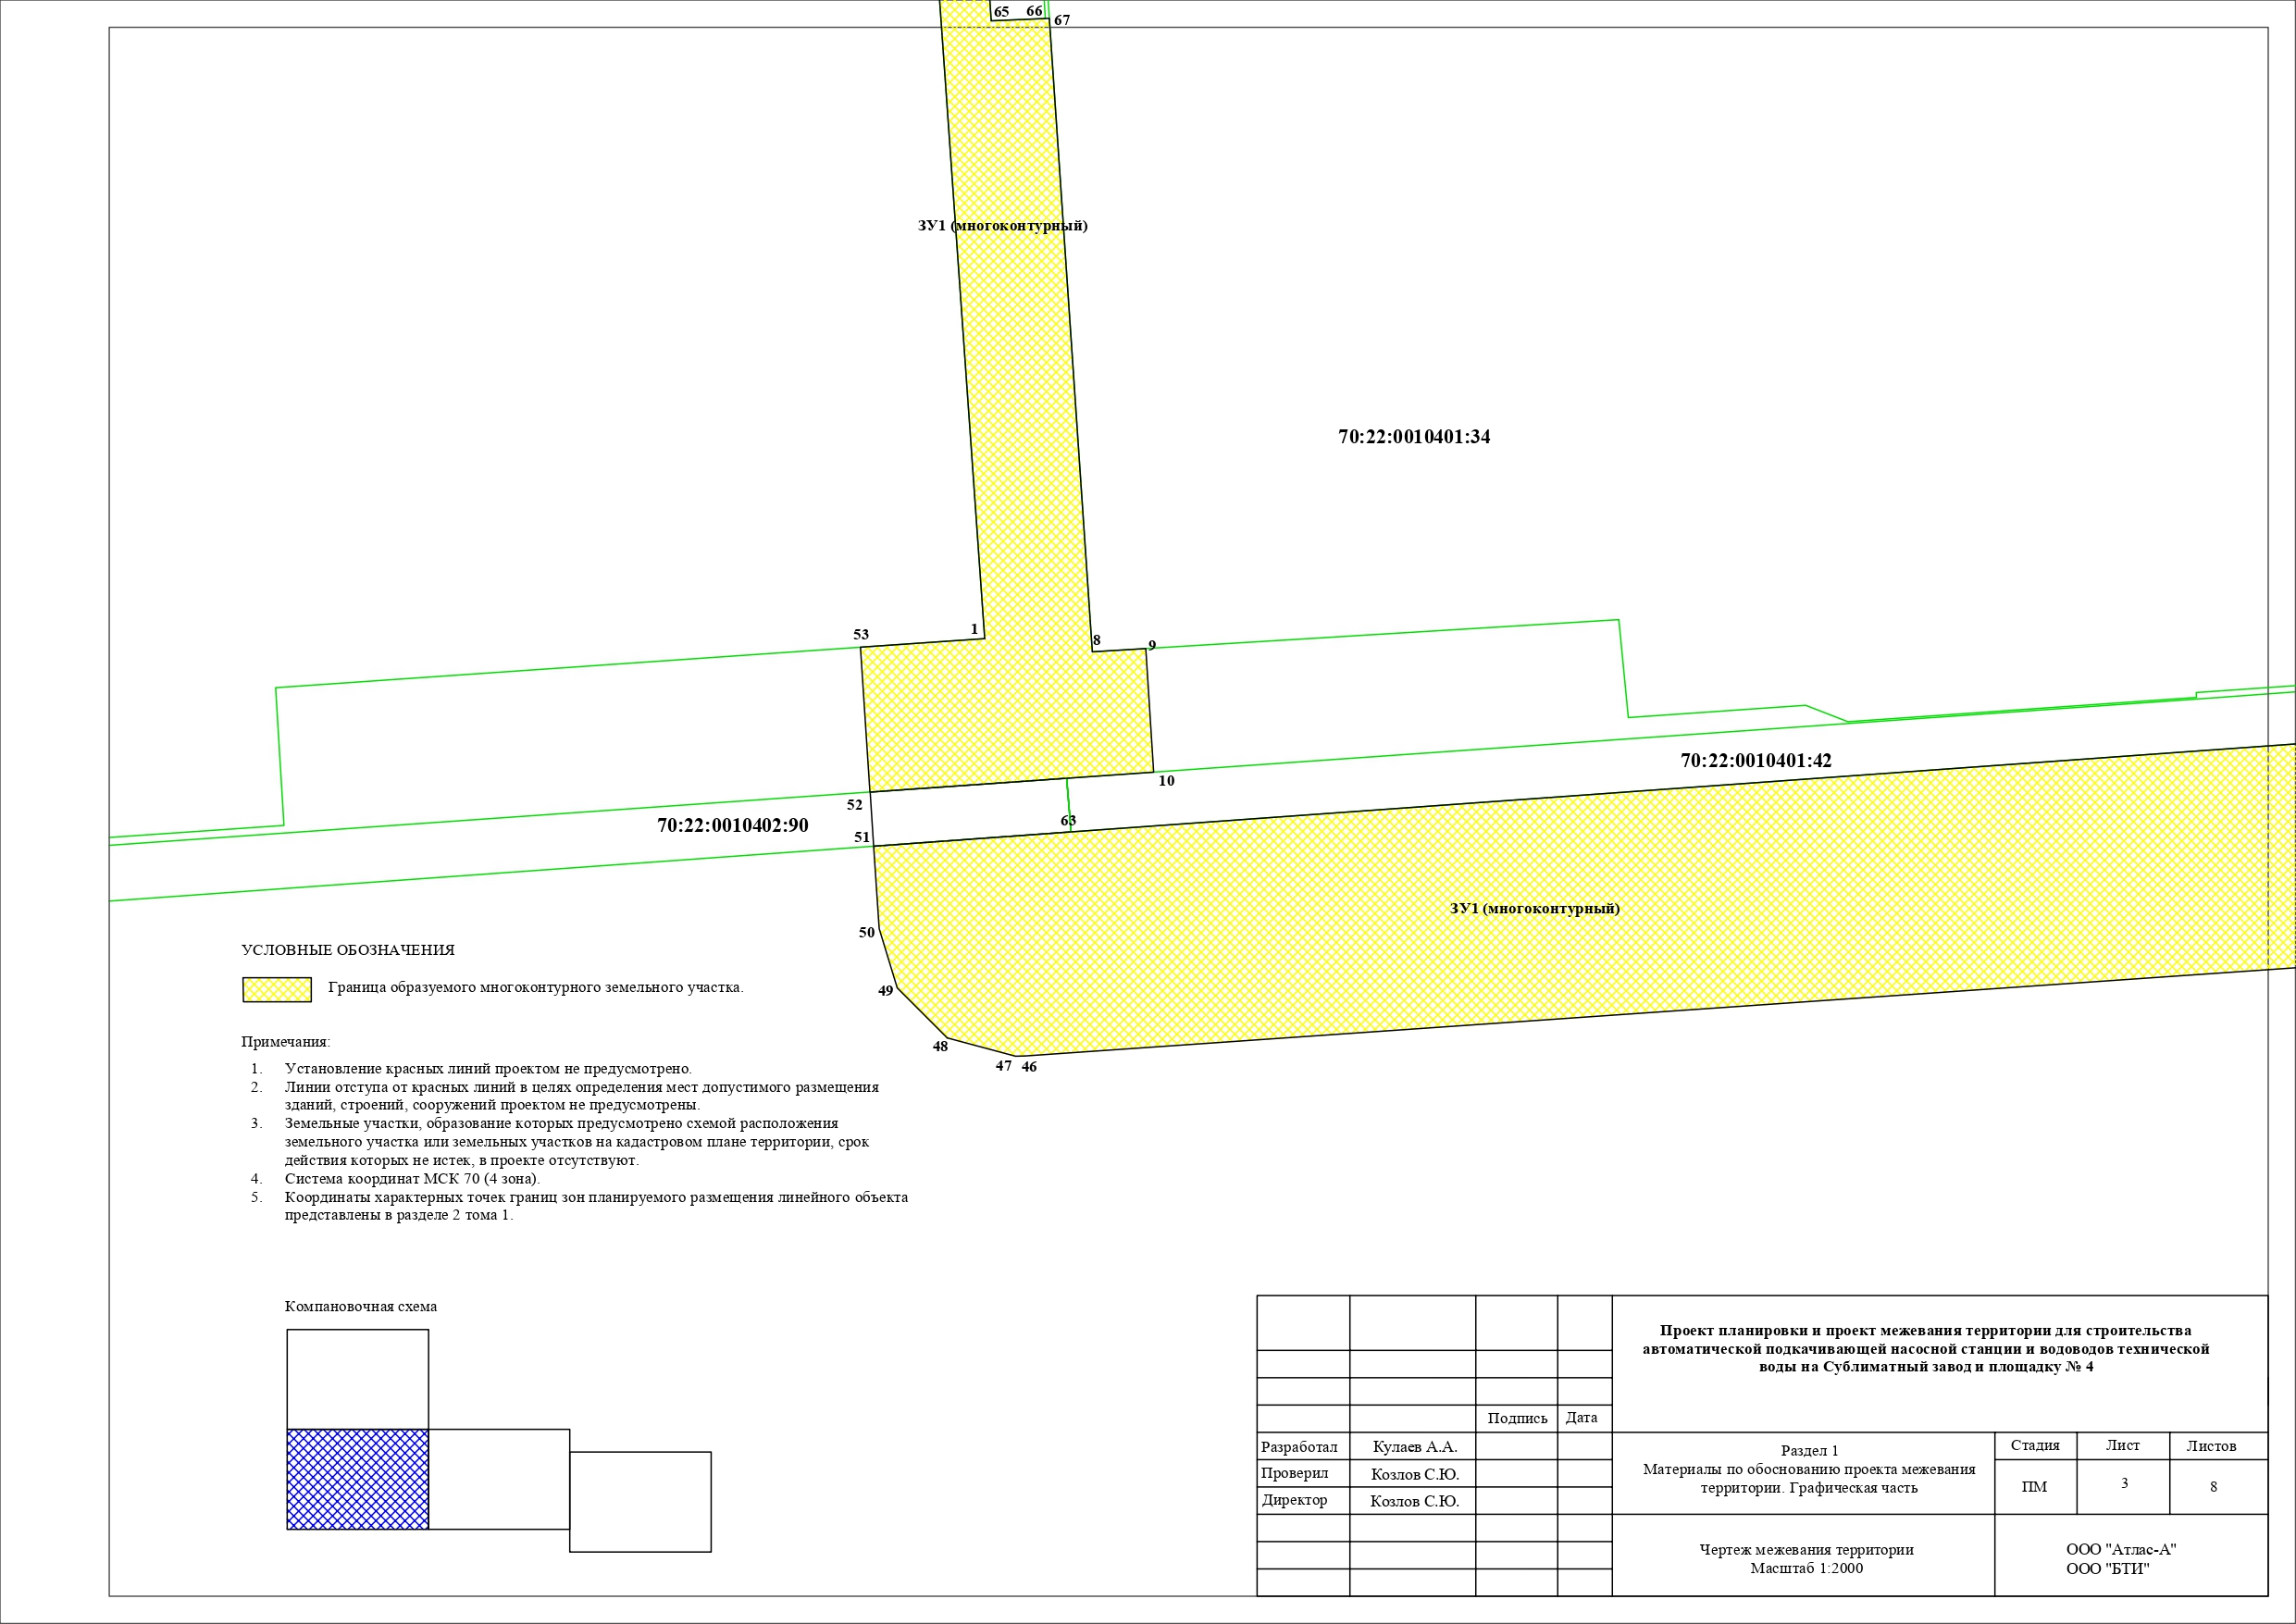 65 66 67
ЗУ1 (многоконтурный)
70:22:0010401:34
53 1 8 9
70:22:0010401:42
52 10
70:22:0010402:90
51 63
ЗУ1 (многоконтурный)
50
49
48
47 46
УСЛОВНЫЕ ОБОЗНАЧЕНИЯ
Граница образуемого многоконтурного земельного участка.
Примечания:
1. Установление красных линий проектом не предусмотрено.
2. Линии отступа от красных линий в целях определения мест допустимого размещения
зданий, строений, сооружений проектом не предусмотрены.
3. Земельные участки, образование которых предусмотрено схемой расположения
земельного участка или земельных участков на кадастровом плане территории, срок
действия которых не истек, в проекте отсутствуют.
4. Система координат МСК 70 (4 зона).
5. Координаты характерных точек границ зон планируемого размещения линейного объекта
представлены в разделе 2 тома 1.
Компановочная схема
Проект планировки и проект межевания территории для строительства
автоматической подкачивающей насосной станции и водоводов технической
воды на Сублиматный завод и площадку № 4
Подпись Дата
Разработал Кулаев А.А.
Проверил Козлов С.Ю.
Директор Козлов С.Ю.
Раздел 1
Материалы по обоснованию проекта межевания
территории. Графическая часть
Стадия Лист Листов
ПМ 3 8
Чертеж межевания территории
Масштаб 1:2000
ООО "Атлас-А"
ООО "БТИ"